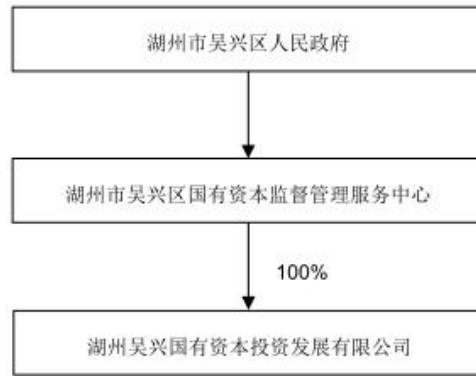 湖州市吴兴区人民政府
湖州市吴兴区国有资本监督管理服务中心
100%
湖州吴兴国有资本投资发展有限公司